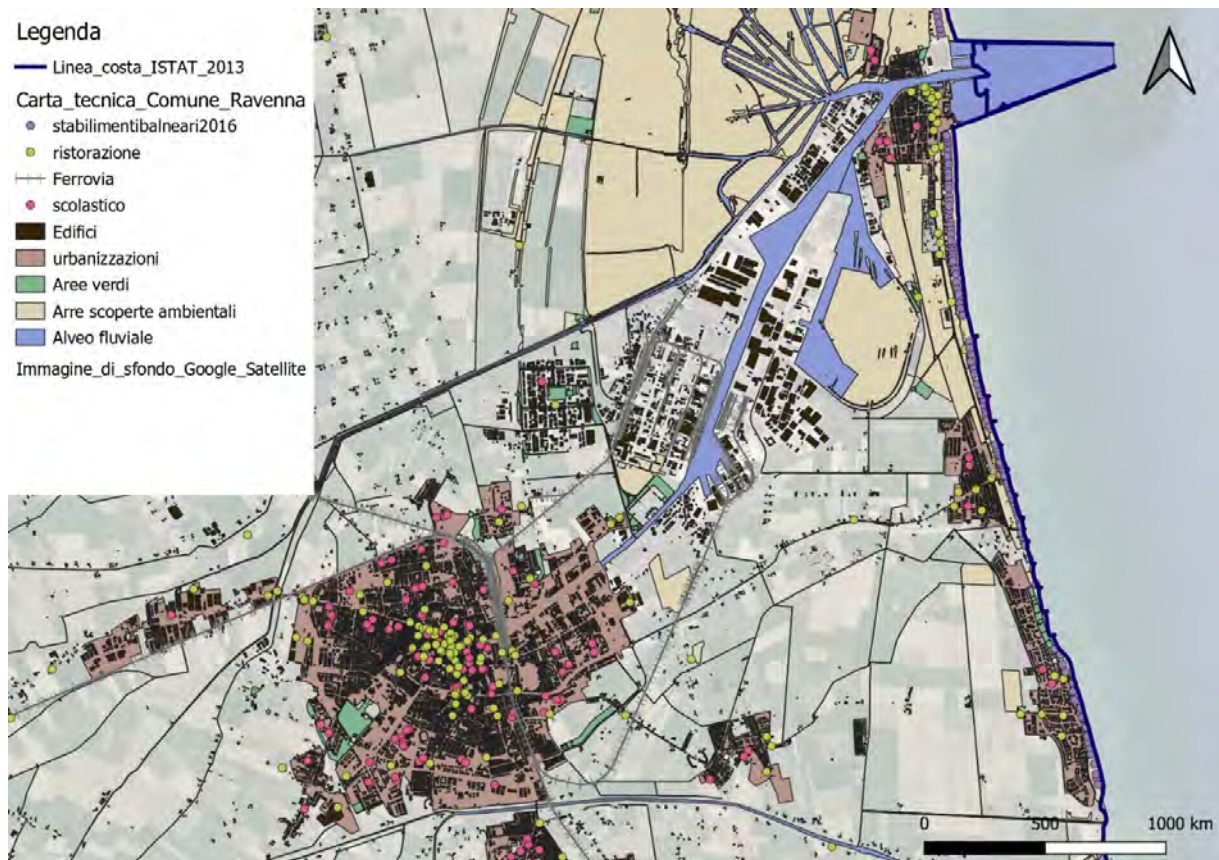 Legenda
Linea_costa_ISTAT_2013
Carta_tecnica_Comune_Ravenna
stabilimentibalneari2016
ristorazione
Ferrovia
scolastico
Edifici
urbanizzazioni
Aree verdi
Arre scoperte ambientali
Alveo fluviale
Immagine_di_sfondo_Google_Satellite
0 500 1000 km